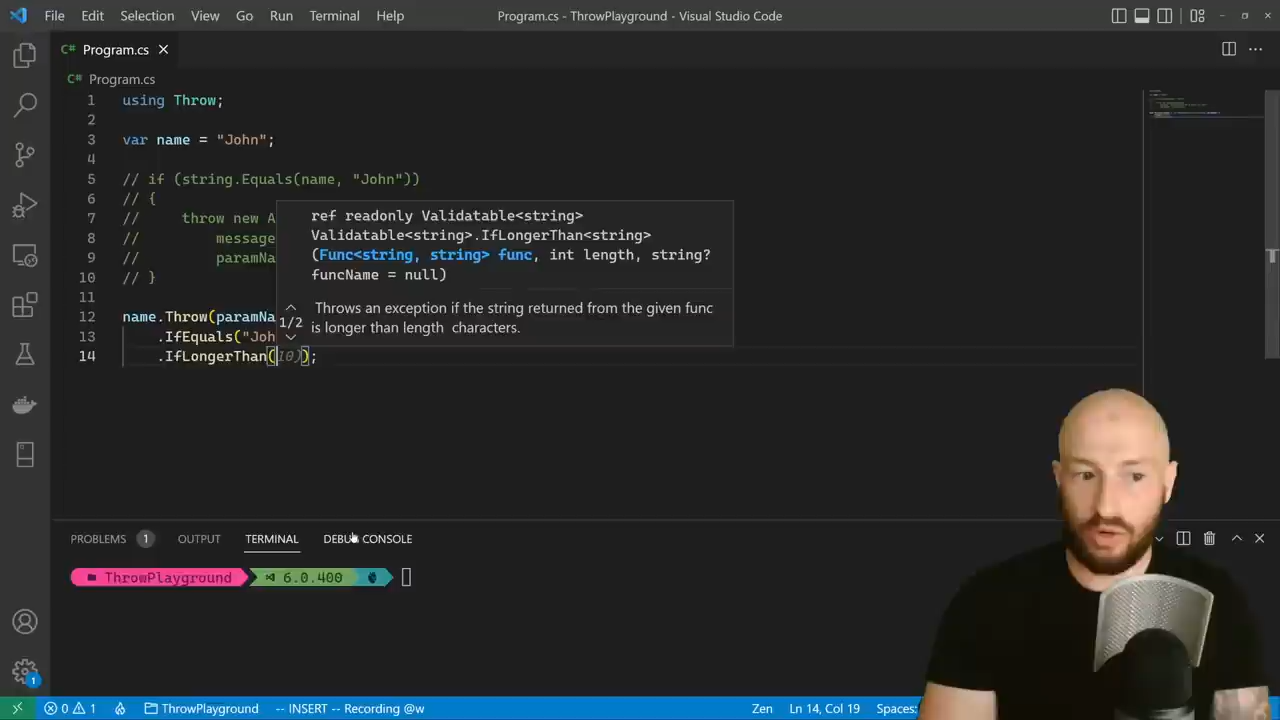 File Edit Selection View Go Run Terminal Help Program.cs - ThrowPlayground - Visual Studio Code
C# Program.cs
C# Program.cs
1 using Throw;
2
3 var name = "John";
4
5 // if (string.Equals(name, "John"))
6 // {
7 // throw new A
8 // message
9 // paramNa
10 // }
11
12 name.Throw(paramNa
13 .IfEquals("Joh
14 .IfLongerThan(10));
ref readonly Validatable<string>
Validatable<string>.IfLongerThan<string>
(Func<string, string> func, int length, string?
funcName = null)
1/2
Throws an exception if the string returned from the given func
is longer than length characters.
PROBLEMS 1 OUTPUT TERMINAL DEBUG CONSOLE
ThrowPlayground 6.0.400
1
0 1 ThrowPlayground -- INSERT -- Recording @w Zen Ln 14, Col 19 Spaces: